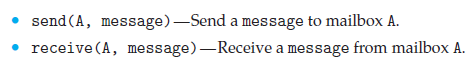 • send(A, message)—Send a message to mailbox A.
• receive(A, message)—Receive a message from mailbox A.